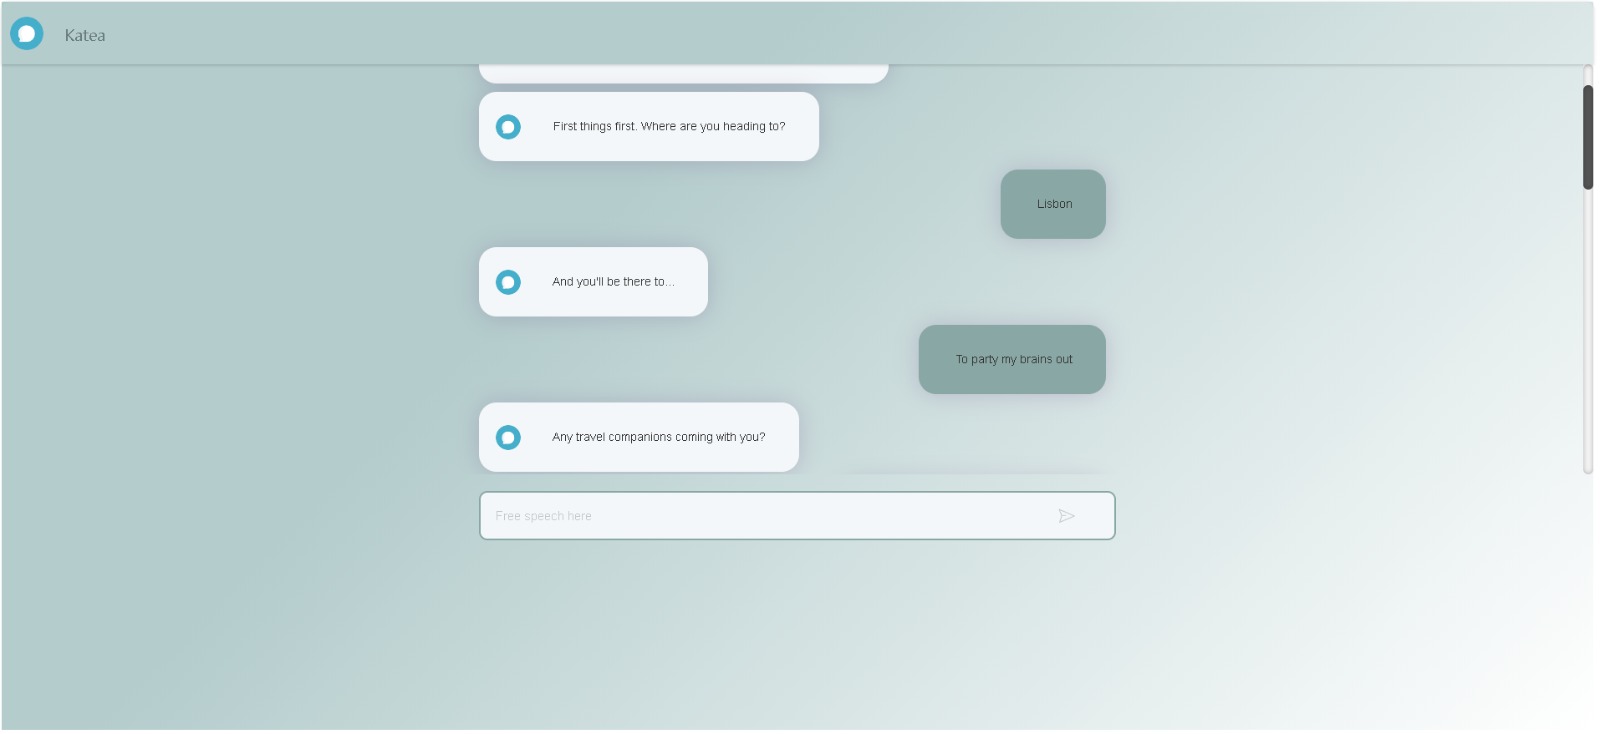 Katea
First things first. Where are you heading to?
Lisbon
And you'll be there to...
To party my brains out
Any travel companions coming with you?
Free speech here